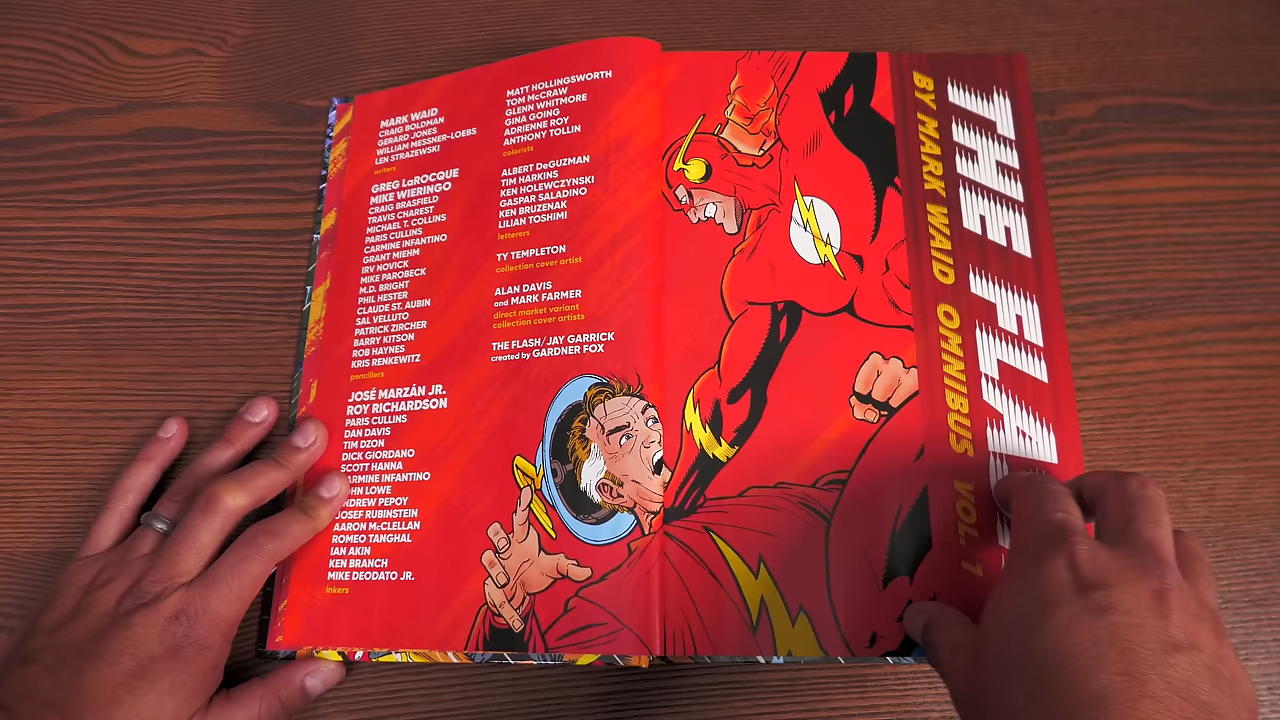 MARK WAID
CRAIG BOLDMAN
GERARD JONES
WILLIAM MESSNER-LOEBS
LEN STRAZEWSKI
writers
GREG LaROCQUE
MIKE WIERINGO
CRAIG BRASFIELD
TRAVIS CHAREST
MICHAEL T. COLLINS
PARIS CULLINS
CARMINE INFANTINO
GRANT MIEHM
IRV NOVICK
MIKE PAROBECK
M.D. BRIGHT
PHIL HESTER
CLAUDE ST. AUBIN
SAL VELLUTO
PATRICK ZIRCHER
BARRY KITSON
ROB HAYNES
KRIS RENKEWITZ
pencillers
JOSÉ MARZÁN JR.
ROY RICHARDSON
PARIS CULLINS
DAN DAVIS
TIM DZON
DICK GIORDANO
SCOTT HANNA
ARMINE INFANTINO
OHN LOWE
NDREW PEPOY
JOSEF RUBINSTEIN
AARON McCLELLAN
ROMEO TANGHAL
IAN AKIN
KEN BRANCH
MIKE DEODATO JR.
inkers
MATT HOLLINGSWORTH
TOM McCRAW
GLENN WHITMORE
GINA GOING
ADRIENNE ROY
ANTHONY TOLLIN
colorists
ALBERT DeGUZMAN
TIM HARKINS
KEN HOLEWCZYNSKI
GASPAR SALADINO
KEN BRUZENAK
LILIAN TOSHIMI
letterers
TY TEMPLETON
collection cover artist
ALAN DAVIS
and MARK FARMER
direct market variant
collection cover artists
THE FLASH/JAY GARRICK
created by GARDNER FOX
THE FLA
BY MARK WAID OMNIBUS VOL. 1